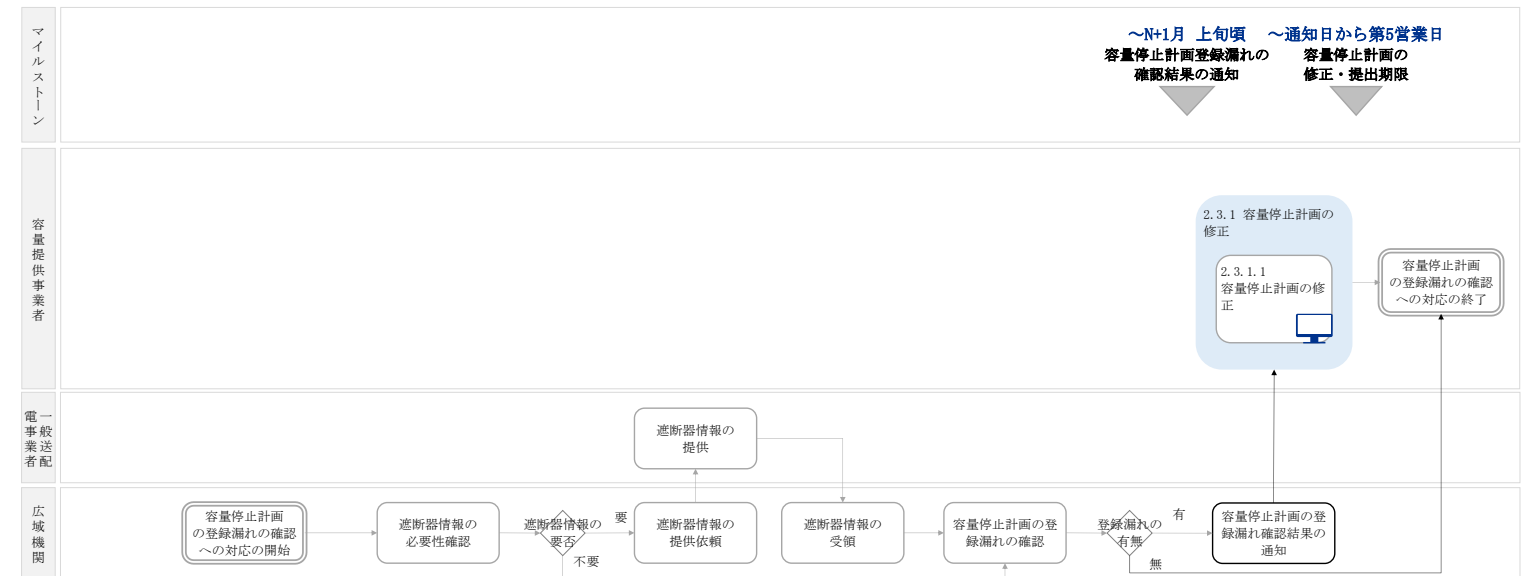 マイルストーン
～N+1月 上旬頃
容量停止計画登録漏れの
確認結果の通知
～通知日から第5営業日
容量停止計画の
修正・提出期限
容量提供事業者
2.3.1 容量停止計画の
修正
2.3.1.1
容量停止計画の修
正
容量停止計画
の登録漏れの確認
への対応の終了
一般送配
電事業者
遮断器情報の
提供
広域機関
容量停止計画
の登録漏れの確認
への対応の開始
遮断器情報の
必要性確認
遮断器情報の
要否
要
不要
遮断器情報の
提供依頼
遮断器情報の
受領
容量停止計画の登
録漏れの確認
登録漏れの
有無
有
無
容量停止計画の登
録漏れ確認結果の
通知